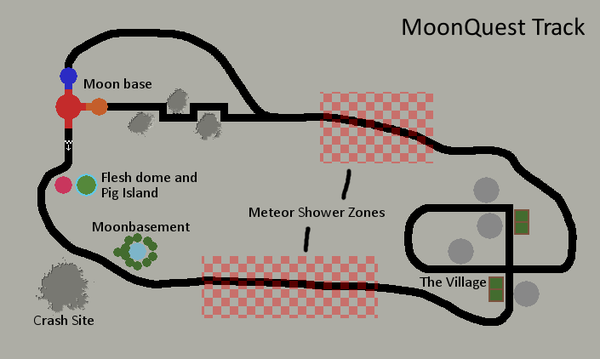 MoonQuest Track
Moon base
Flesh dome and
Pig Island
Meteor Shower Zones
Moonbasement
The Village
Crash Site